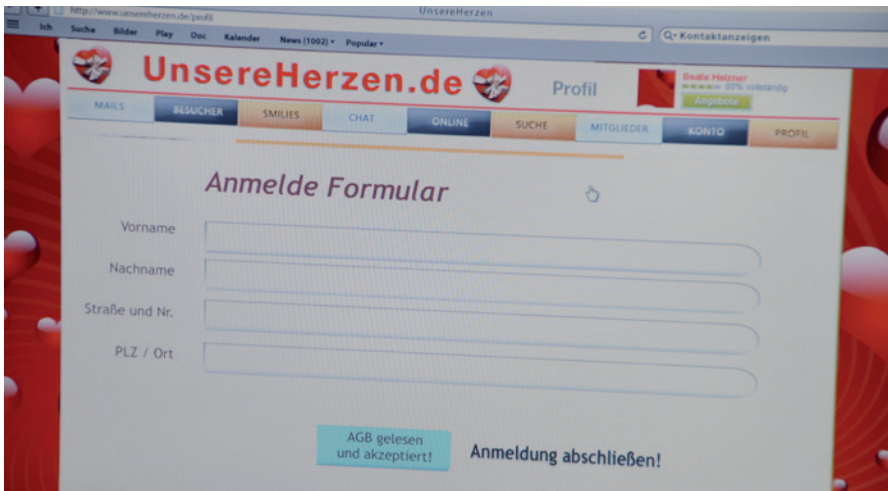 http://www.unsereherzen.de/profil
UnsereHerzen
Ich Suche Bilder Play Doc Kalender News (1002) Popular
Kontaktanzeigen
UnsereHerzen.de
Profil
Beate Heizner
vollständig
Angebote
MAILS BESUCHER SMILIES CHAT ONLINE SUCHE MITGLIEDER KONTO PROFIL
Anmelde Formular
Vorname
Nachname
Straße und Nr.
PLZ / Ort
AGB gelesen
und akzeptiert!
Anmeldung abschließen!